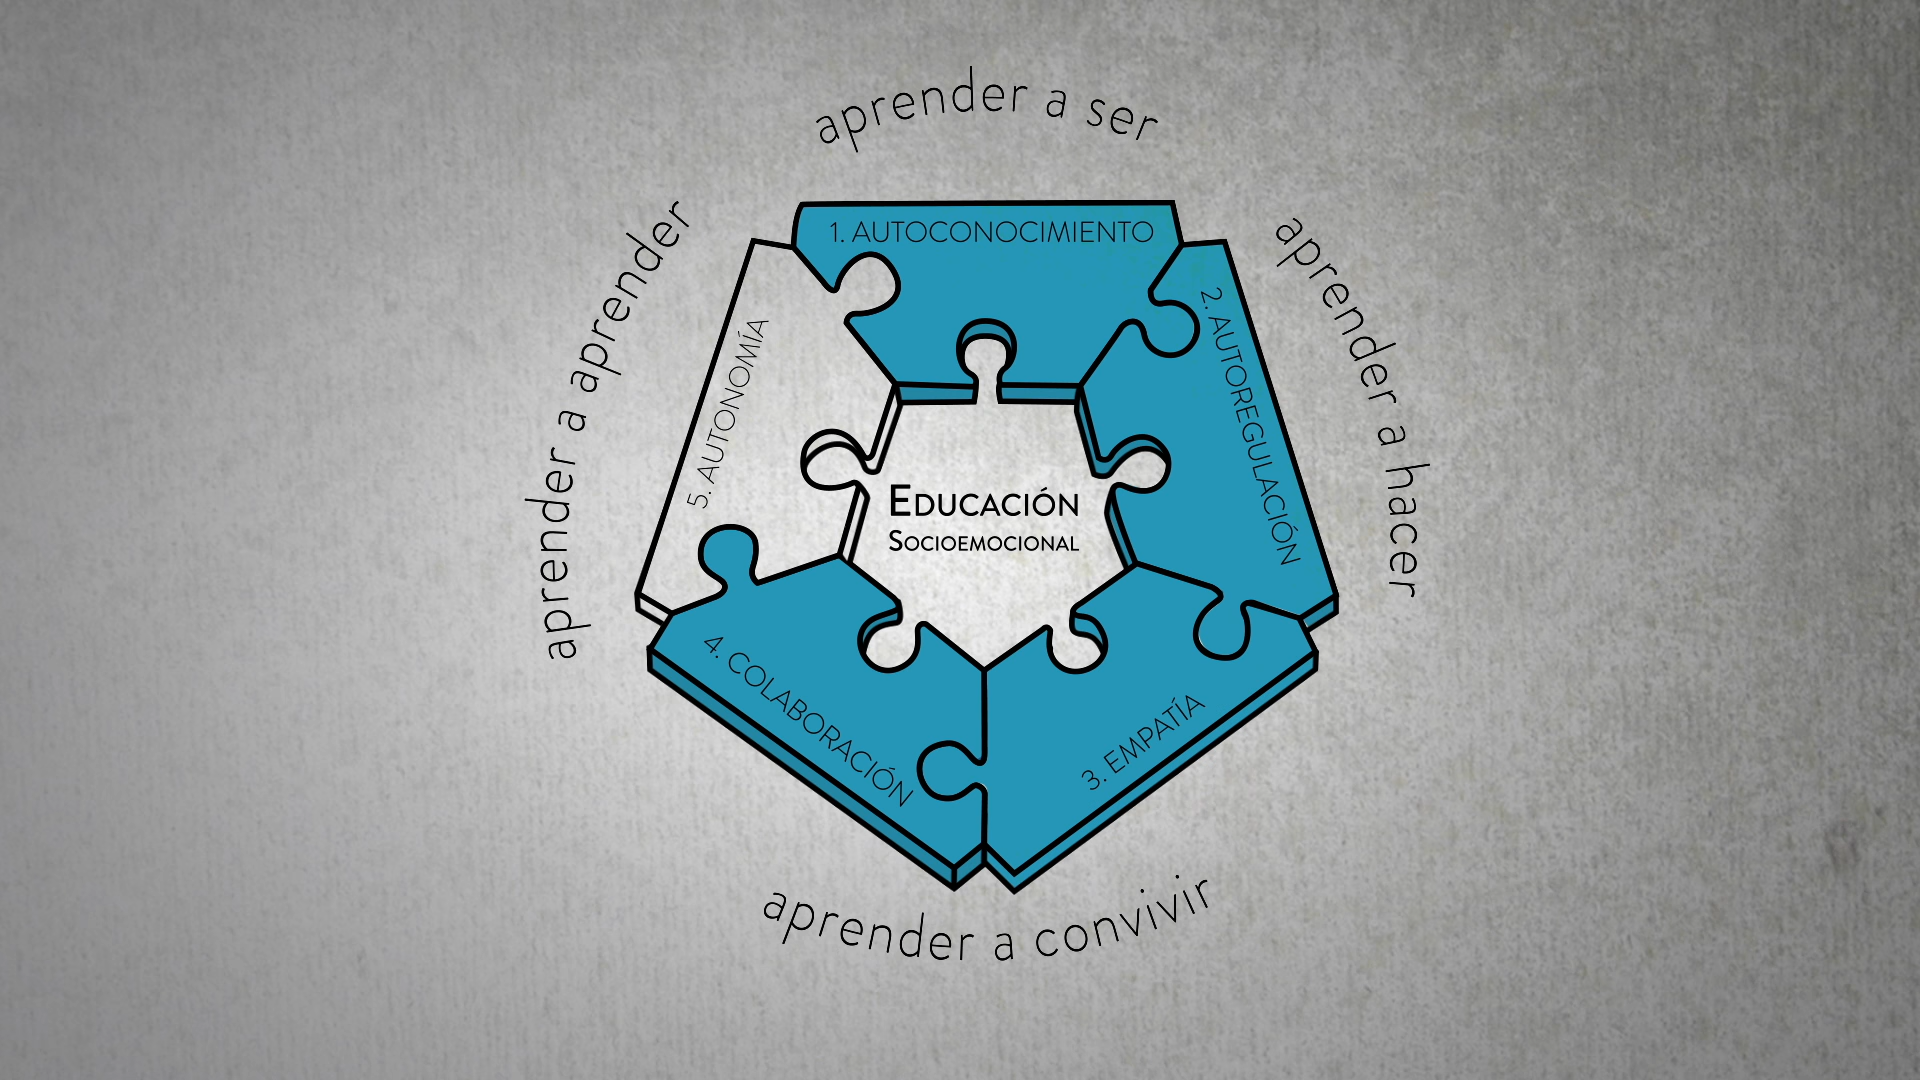 aprender a ser
1. AUTOCONOCIMIENTO
aprender a hacer
2. AUTOREGULACIÓN
3. EMPATÍA
aprender a convivir
4. COLABORACIÓN
5. AUTONOMÍA
aprender a aprender
EDUCACIÓN
SOCIOEMOCIONAL